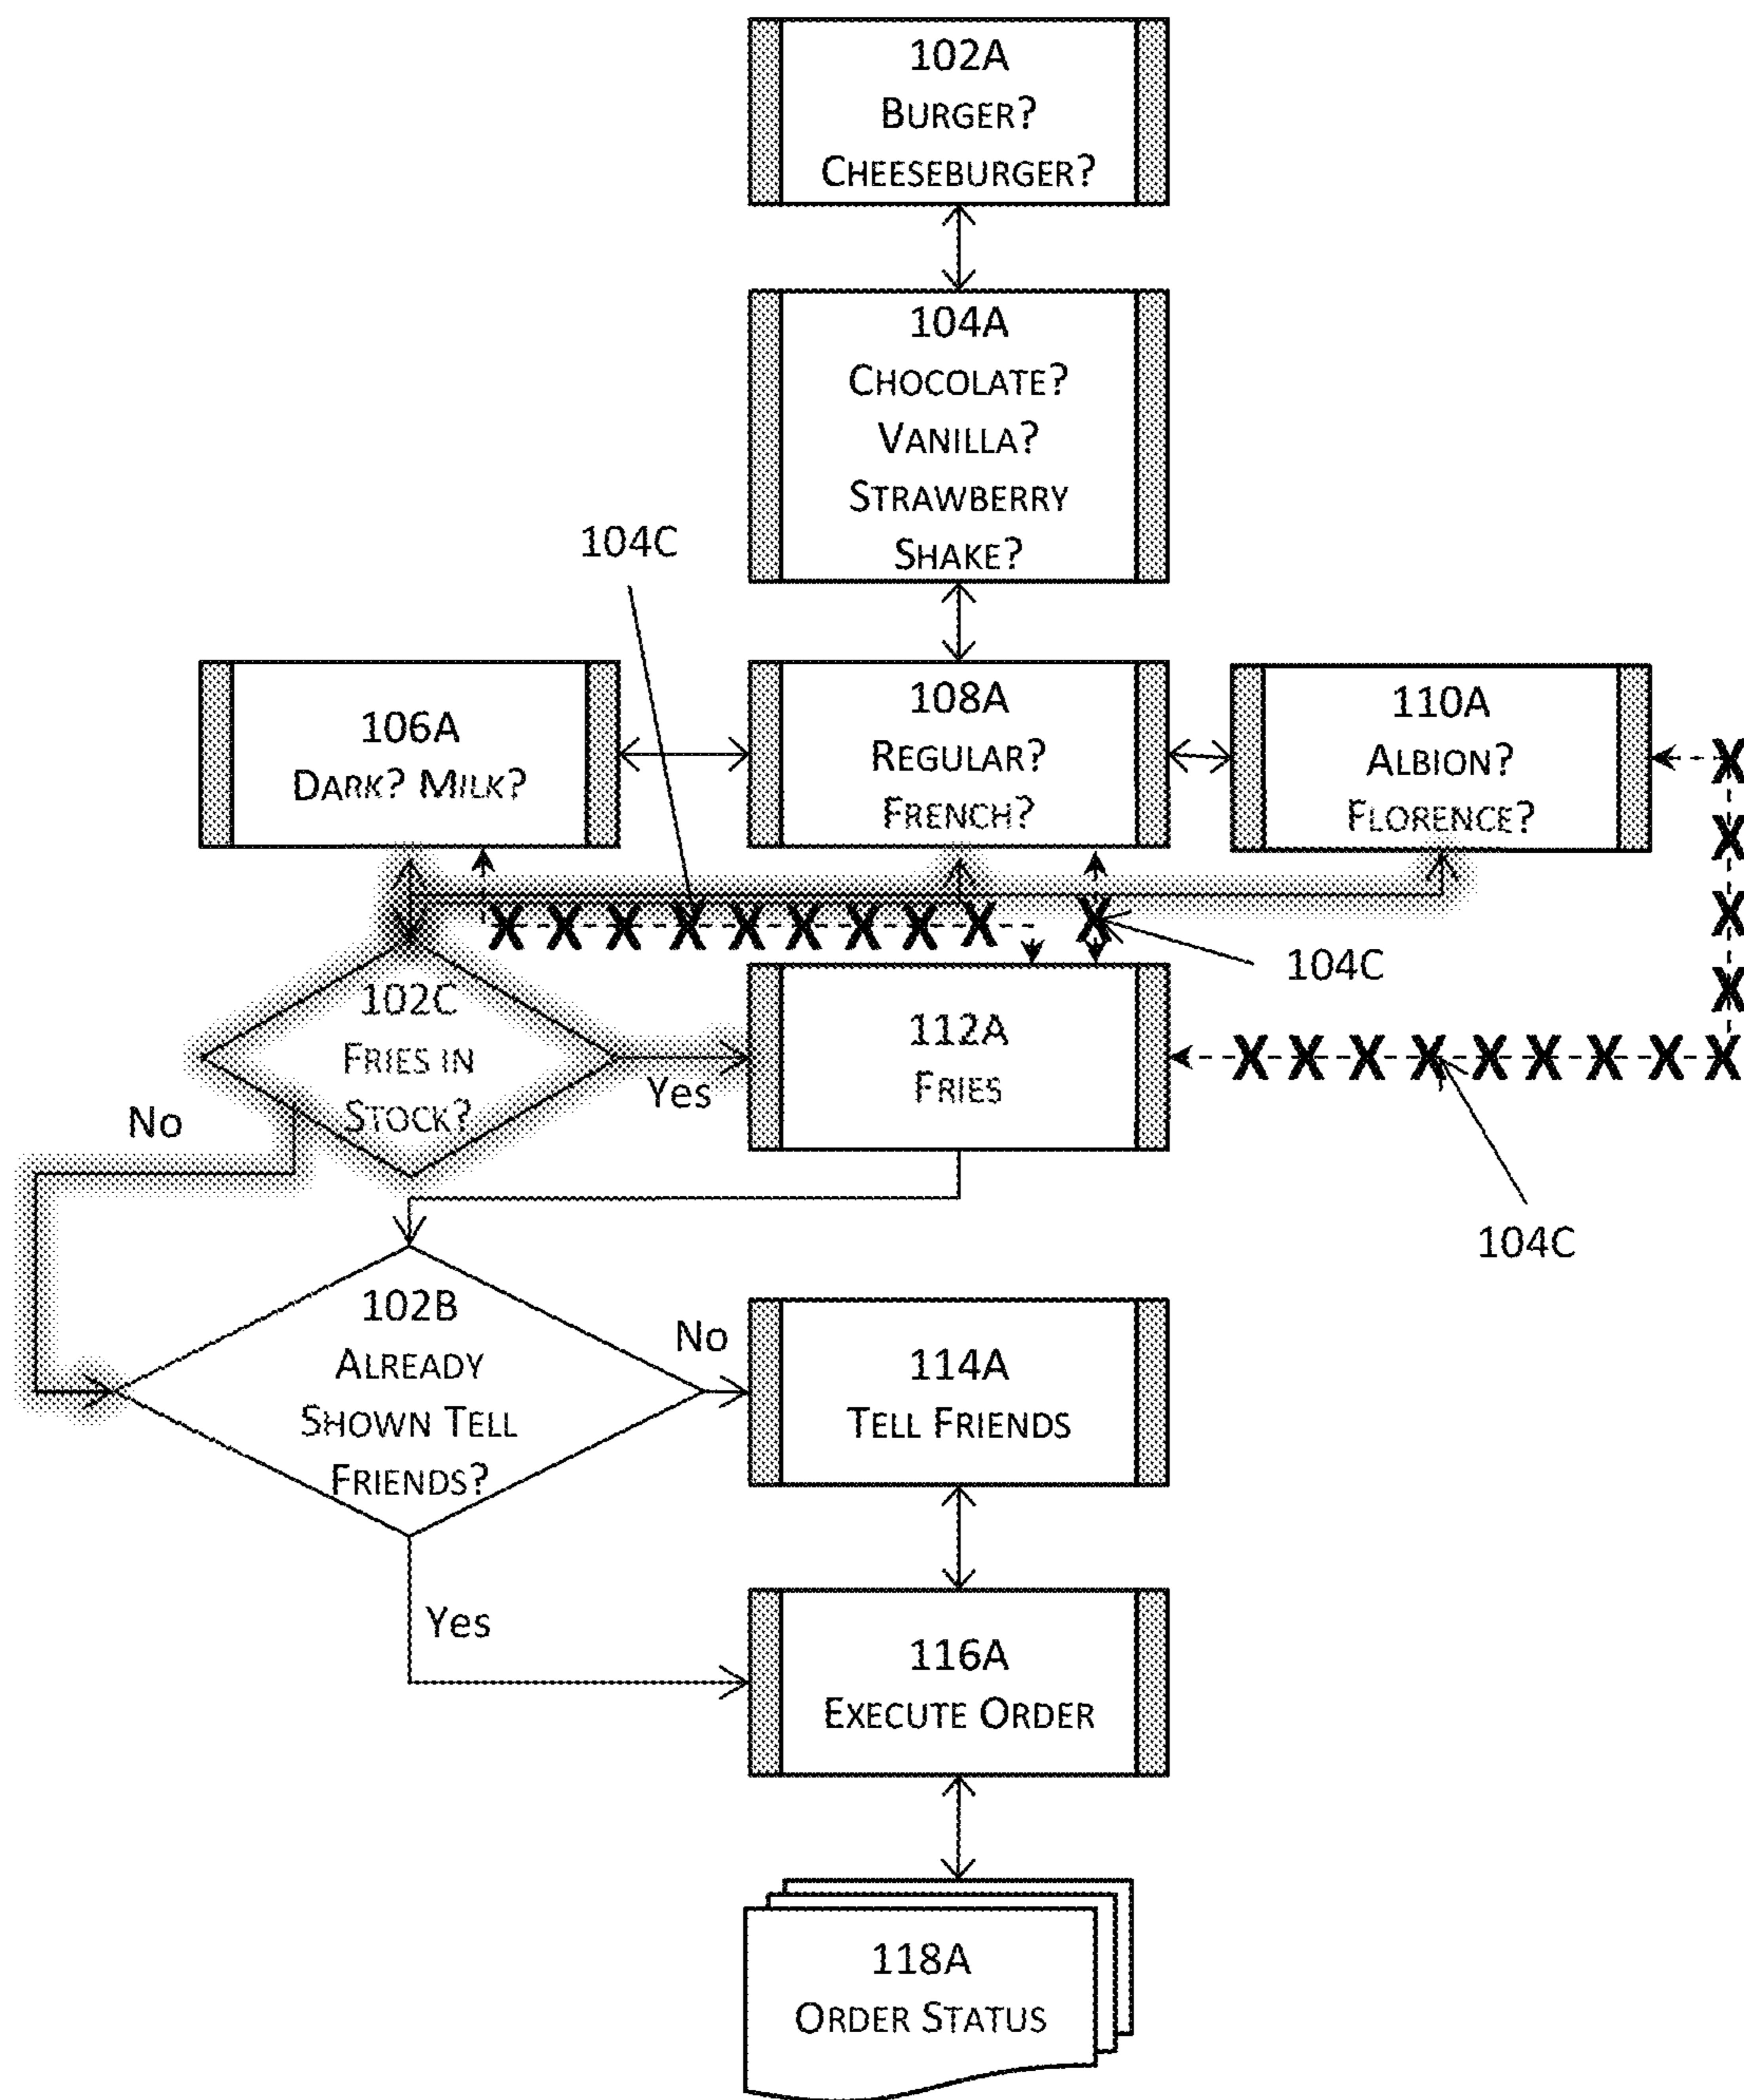 102A
BURGER?
CHEESEBURGER?
104A
CHOCOLATE?
VANILLA?
STRAWBERRY
SHAKE?
104C
106A
DARK? MILK?
108A
REGULAR?
FRENCH?
110A
ALBION?
FLORENCE?
X X X X X X X X X
X
X
X
X
X
X
104C
102C
FRIES IN
STOCK?
Yes
No
112A
FRIES
X X X X X X X X X
104C
102B
ALREADY
SHOWN TELL
FRIENDS?
No
Yes
114A
TELL FRIENDS
116A
EXECUTE ORDER
118A
ORDER STATUS